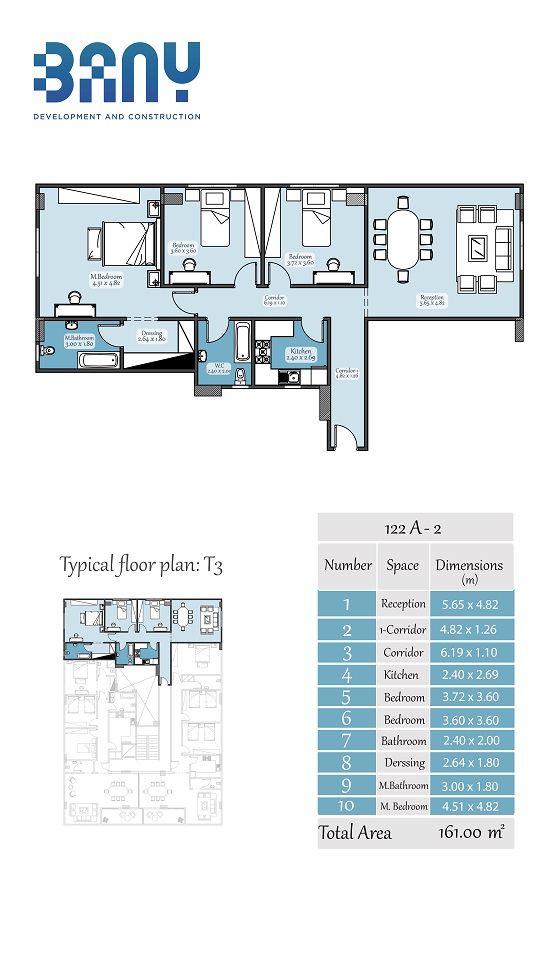 BANY
DEVELOPMENT AND CONSTRUCTION
M.Bedroom
4.51 x 4.82
Bedroom
3.60 x 3.60
Bedroom
3.72 x 3.60
Corridor
6.19 x 1.10
Reception
5.65 x 4.82
M.Bathroom
3.00 x 1.80
Dressing
2.64 x 1.80
W.C
2.40 x 2.00
Kitchen
2.40 x 2.69
Corridor 1
4.82 x 1.26
Typical floor plan: T3
122 A - 2
Number Space Dimensions
(m)
1 Reception 5.65 x 4.82
2 1-Corridor 4.82 x 1.26
3 Corridor 6.19 x 1.10
4 Kitchen 2.40 x 2.69
5 Bedroom 3.72 x 3.60
6 Bedroom 3.60 x 3.60
7 Bathroom 2.40 x 2.00
8 Derssing 2.64 x 1.80
9 M.Bathroom 3.00 x 1.80
10 M. Bedroom 4.51 x 4.82
Total Area 161.00 m²